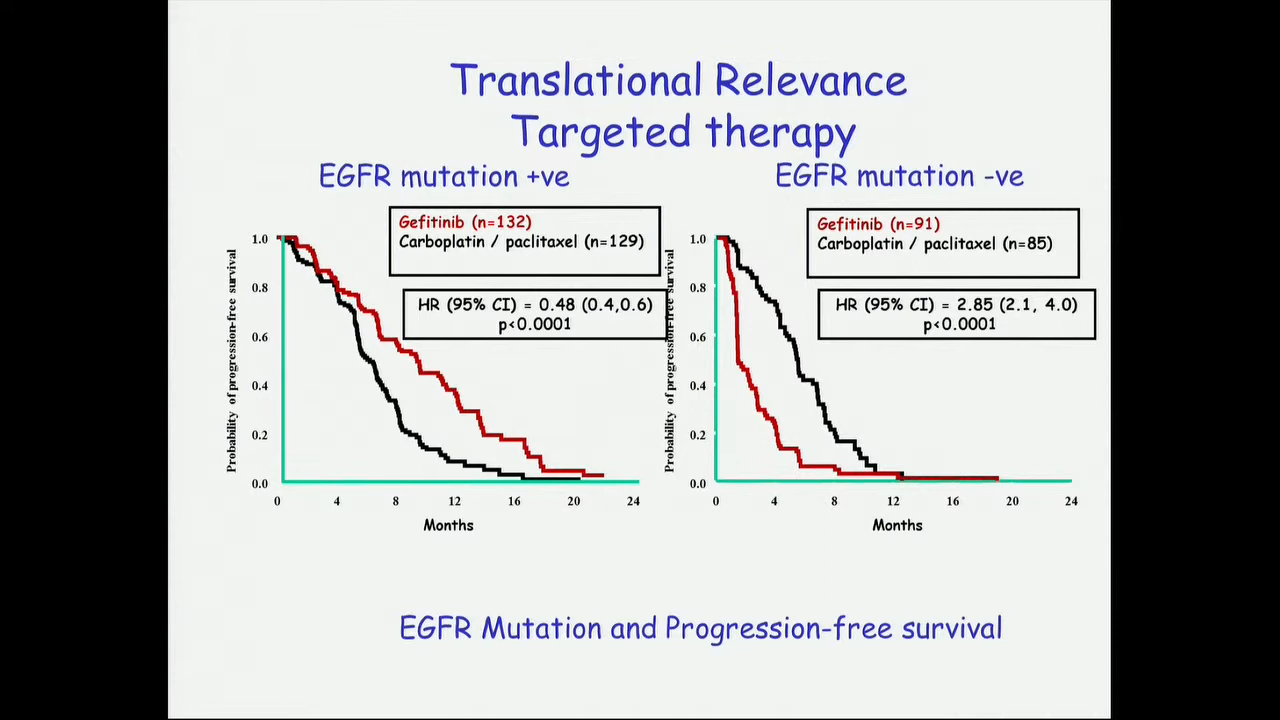 Translational Relevance
Targeted therapy
EGFR mutation +ve
Gefitinib (n=132)
Carboplatin / paclitaxel (n=129)
HR (95% CI) = 0.48 (0.4,0.6)
p<0.0001
Probability of progression-free survival
1.0
0.8
0.6
0.4
0.2
0.0
0 4 8 12 16 20 24
Months
EGFR mutation -ve
Gefitinib (n=91)
Carboplatin / paclitaxel (n=85)
HR (95% CI) = 2.85 (2.1, 4.0)
p<0.0001
Probability of progression-free survival
1.0
0.8
0.6
0.4
0.2
0.0
0 4 8 12 16 20 24
Months
EGFR Mutation and Progression-free survival